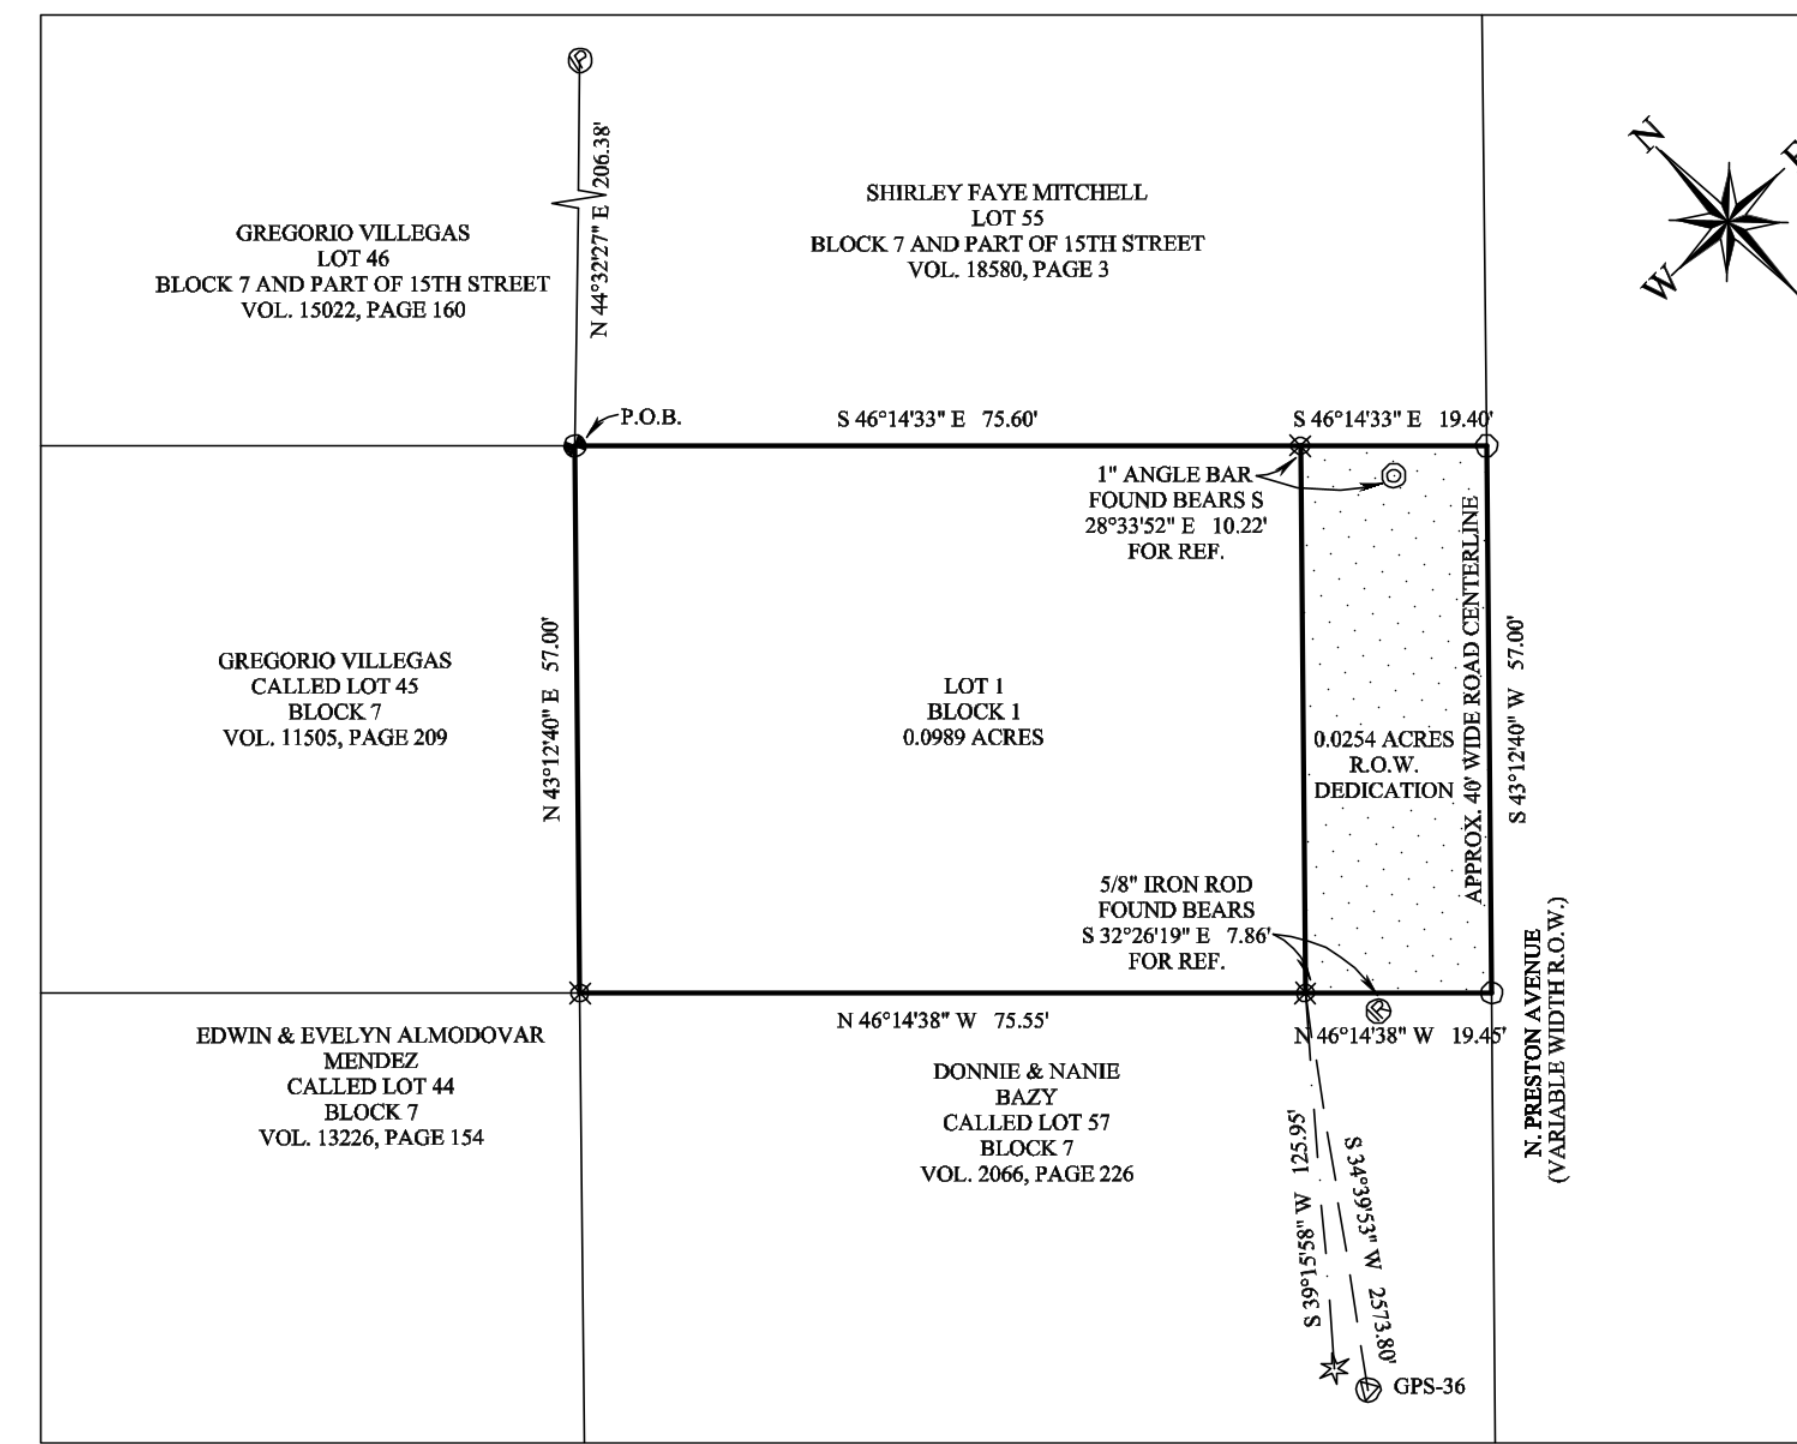 N 44°32'27" E 206.38'
SHIRLEY FAYE MITCHELL
LOT 55
BLOCK 7 AND PART OF 15TH STREET
VOL. 18580, PAGE 3
N
W
GREGORIO VILLEGAS
LOT 46
BLOCK 7 AND PART OF 15TH STREET
VOL. 15022, PAGE 160
P.O.B.
S 46°14'33" E 75.60'
S 46°14'33" E 19.40'
1" ANGLE BAR
FOUND BEARS S
28°33'52" E 10.22'
FOR REF.
APPROX. 40' WIDE ROAD CENTERLINE
N 43°12'40" E 57.00'
S 43°12'40" W 57.00'
GREGORIO VILLEGAS
CALLED LOT 45
BLOCK 7
VOL. 11505, PAGE 209
LOT 1
BLOCK 1
0.0989 ACRES
0.0254 ACRES
R.O.W.
DEDICATION
5/8" IRON ROD
FOUND BEARS
S 32°26'19" E 7.86'
FOR REF.
IR
N 46°14'38" W 75.55'
N 46°14'38" W 19.45'
N. PRESTON AVENUE
(VARIABLE WIDTH R.O.W.)
EDWIN & EVELYN ALMODOVAR
MENDEZ
CALLED LOT 44
BLOCK 7
VOL. 13226, PAGE 154
DONNIE & NANIE
BAZY
CALLED LOT 57
BLOCK 7
VOL. 2066, PAGE 226
S 39°15'58" W 125.95'
S 34°39'53" W 2573.80'
GPS-36